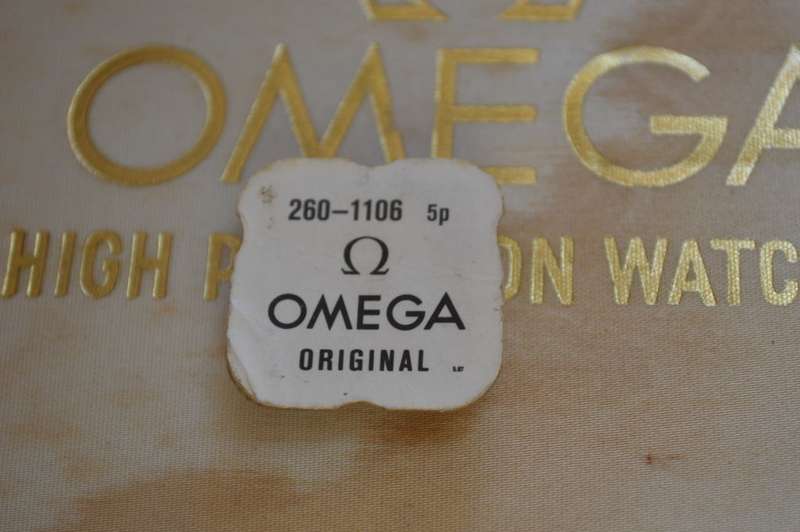 OMEGA
HIGH P ON WATC
260–1106 5p
Ω
OMEGA
ORIGINAL